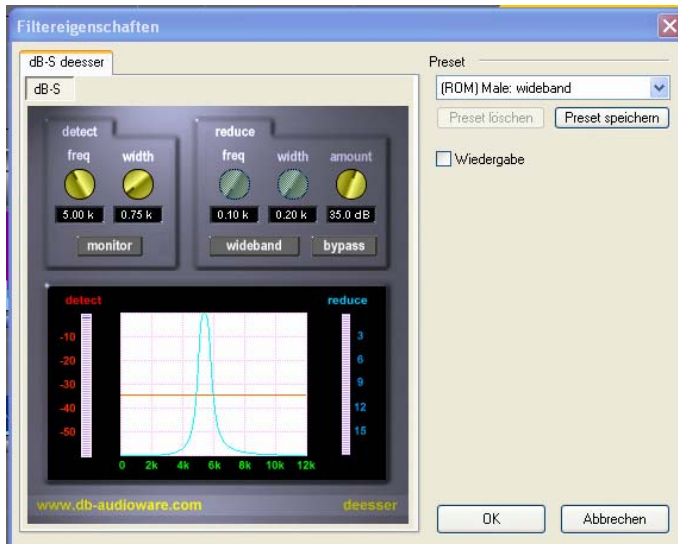 Filtereigenschaften
dB-S deesser
dB-S
detect
freq width
5.00 k 0.75 k
monitor
reduce
freq width amount
0.10 k 0.20 k 35.0 dB
wideband bypass
detect
-10
-20
-30
-40
-50
0 2k 4k 6k 8k 10k 12k
reduce
3
6
9
12
15
www.db-audioware.com deesser
Preset
(ROM) Male: wideband
Preset löschen Preset speichern
Wiedergabe
OK Abbrechen